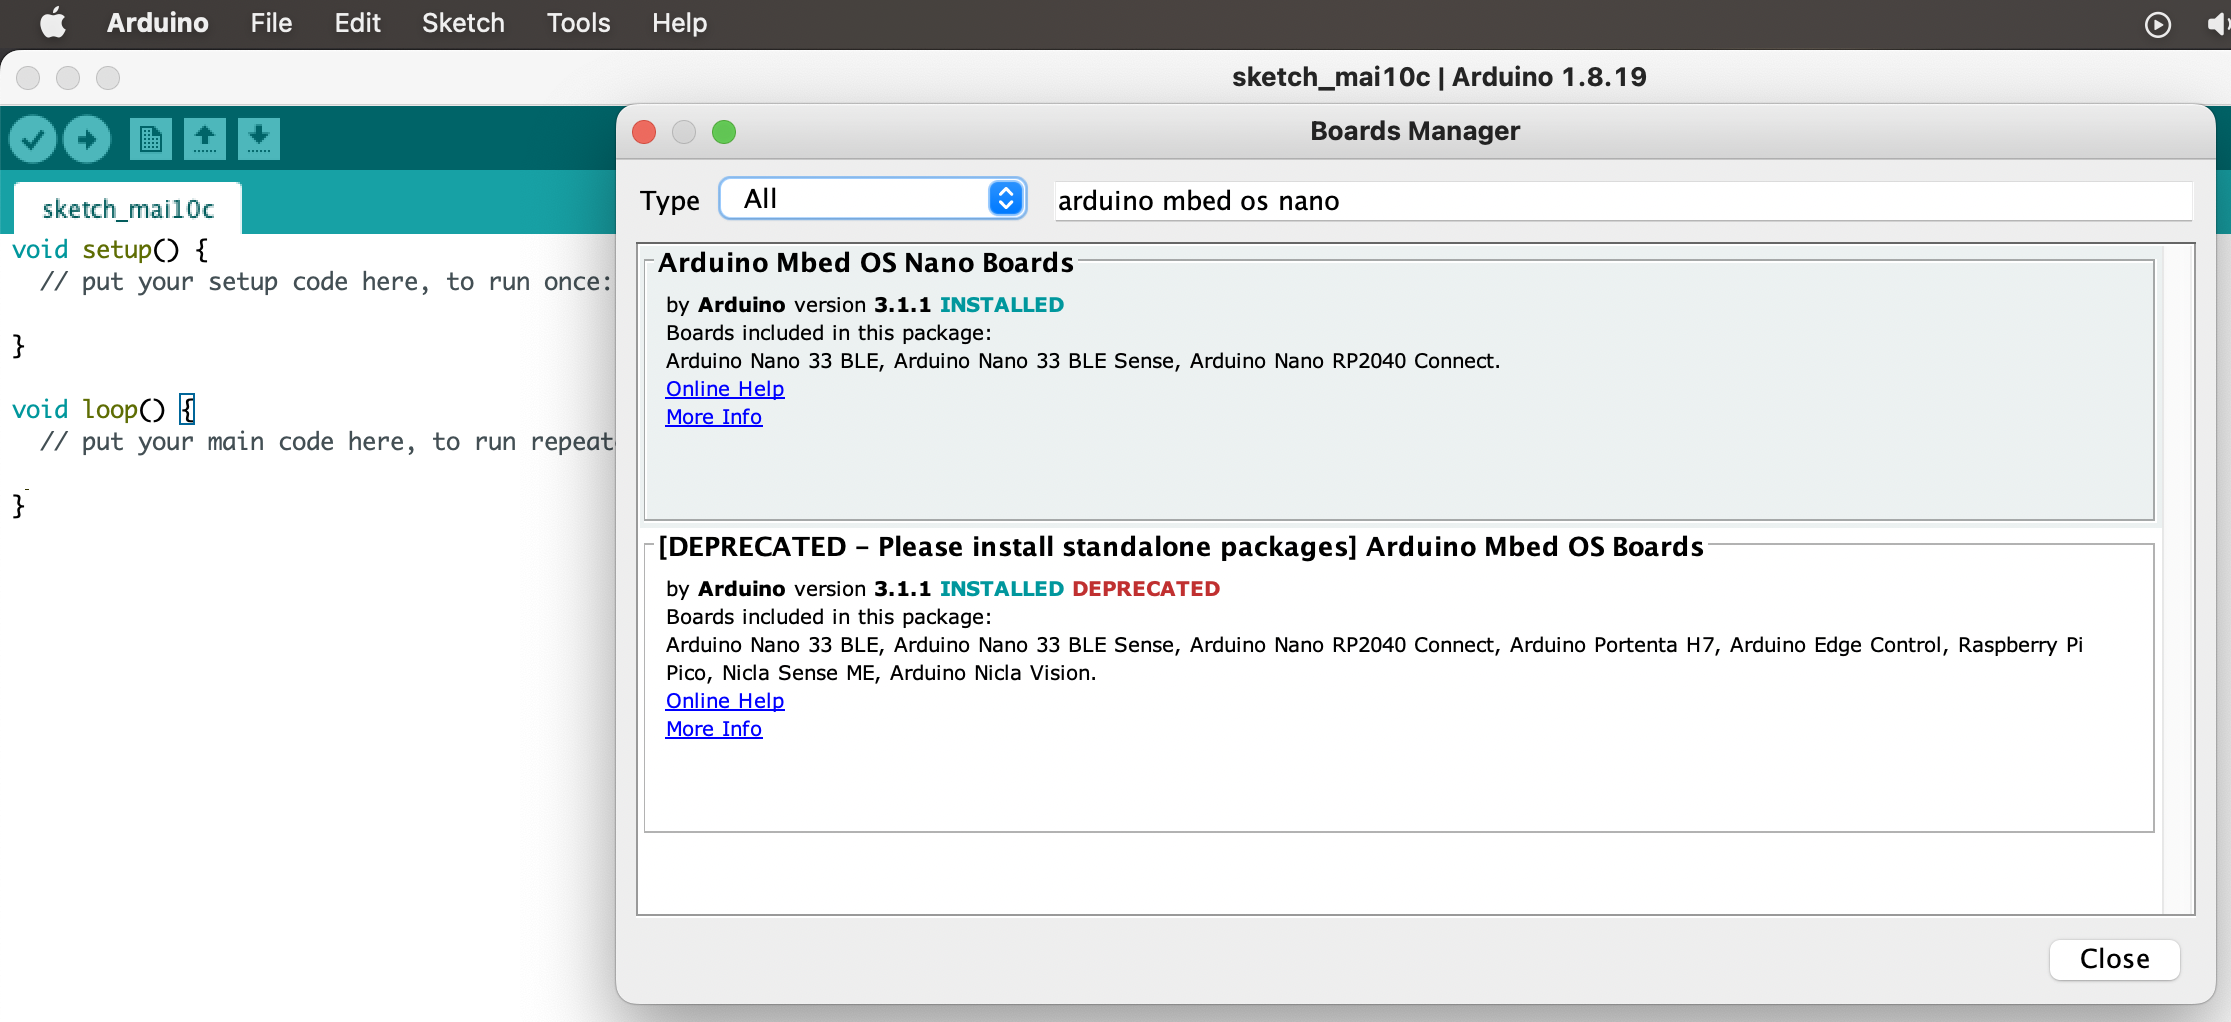 Arduino File Edit Sketch Tools Help
sketch_mai10c | Arduino 1.8.19
Boards Manager
Type All arduino mbed os nano
sketch_mai10c
void setup() {
// put your setup code here, to run once:
}
void loop() {
// put your main code here, to run repeat
}
Arduino Mbed OS Nano Boards
by Arduino version 3.1.1 INSTALLED
Boards included in this package:
Arduino Nano 33 BLE, Arduino Nano 33 BLE Sense, Arduino Nano RP2040 Connect.
Online Help
More Info
[DEPRECATED - Please install standalone packages] Arduino Mbed OS Boards
by Arduino version 3.1.1 INSTALLED DEPRECATED
Boards included in this package:
Arduino Nano 33 BLE, Arduino Nano 33 BLE Sense, Arduino Nano RP2040 Connect, Arduino Portenta H7, Arduino Edge Control, Raspberry Pi
Pico, Nicla Sense ME, Arduino Nicla Vision.
Online Help
More Info
Close